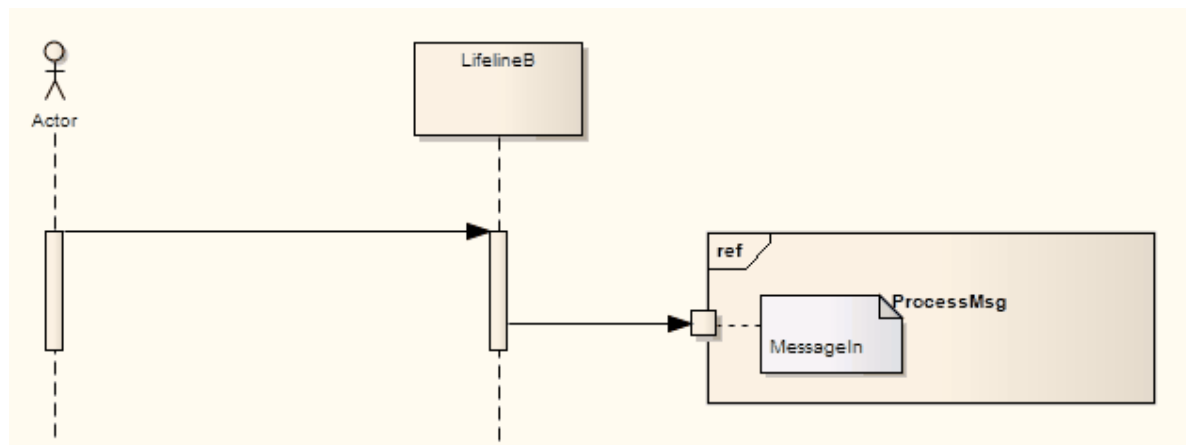 LifelineB
Actor
ref
ProcessMsg
MessageIn